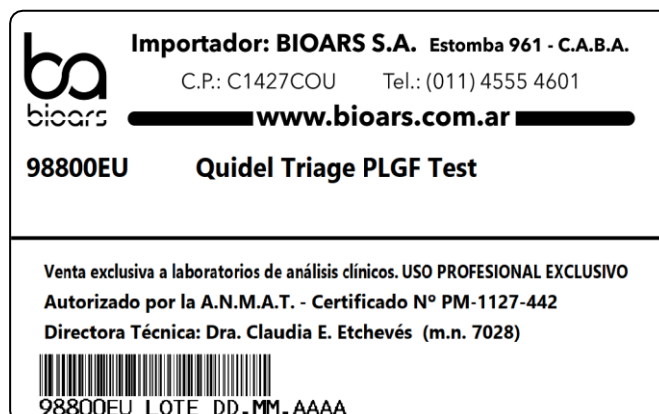 ba
bioars
Importador: BIOARS S.A. Estomba 961 - C.A.B.A.
C.P.: C1427COU Tel.: (011) 4555 4601
www.bioars.com.ar
98800EU Quidel Triage PLGF Test
Venta exclusiva a laboratorios de análisis clínicos. USO PROFESIONAL EXCLUSIVO
Autorizado por la A.N.M.A.T. - Certificado Nº PM-1127-442
Directora Técnica: Dra. Claudia E. Etchevés (m.n. 7028)
98800EU LOTE DD.MM.AAAA